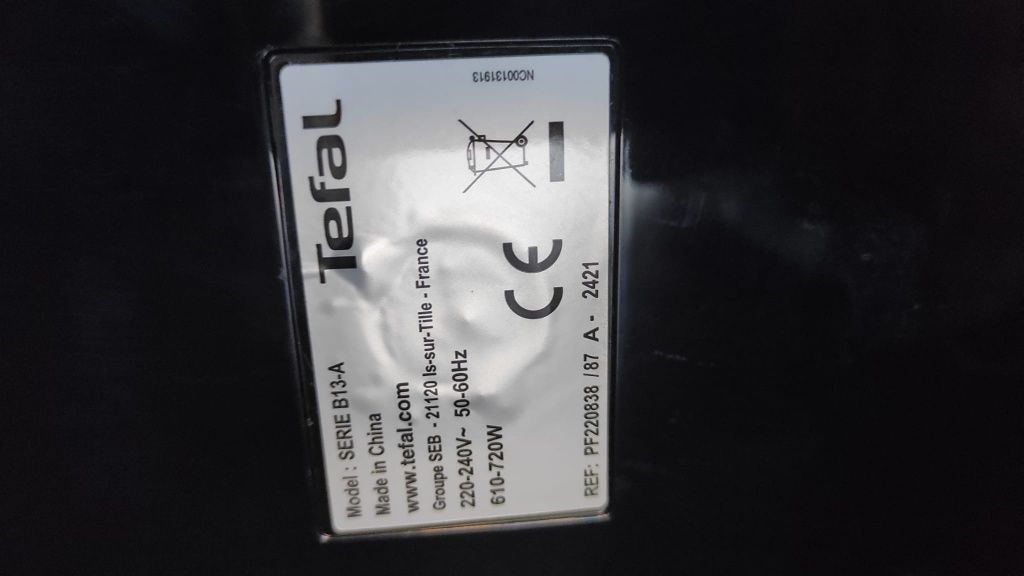 Tefal
Model : SERIE B13-A
Made in China
www.tefal.com
Groupe SEB - 21120 Is-sur-Tille - France
220-240V~ 50-60Hz
610-720W
CE
REF: PF220838 /87 A - 2421
NC00131913